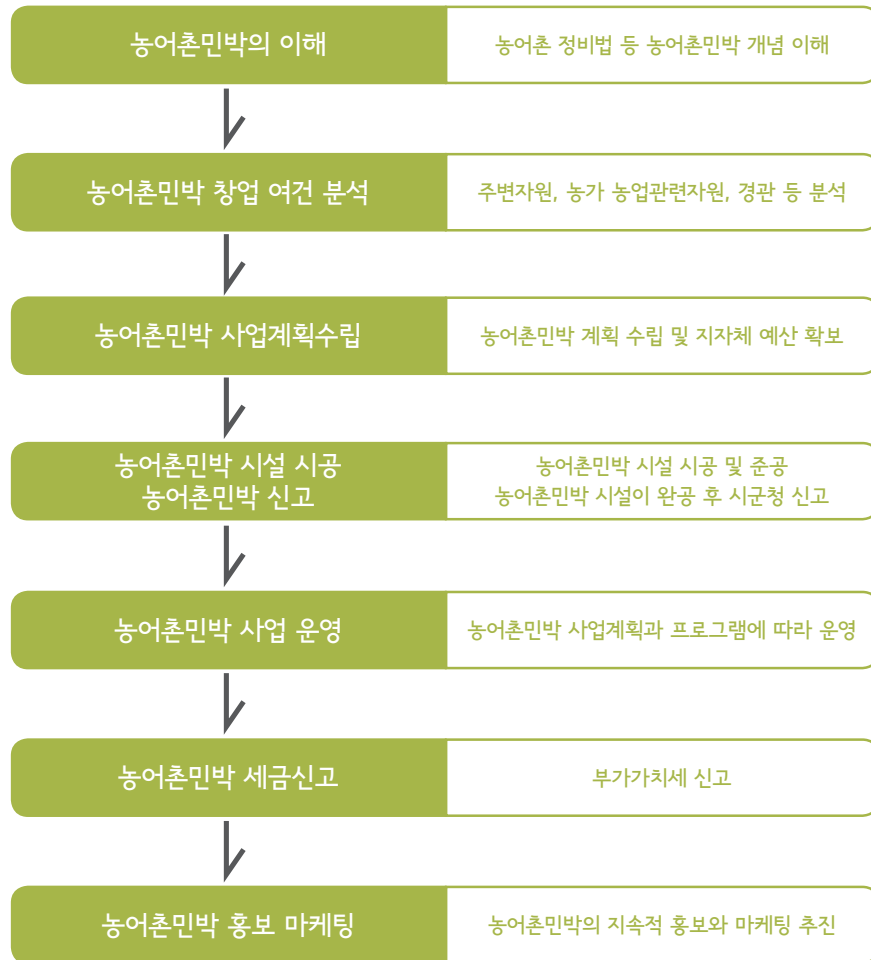 농어촌민박의 이해
농어촌 정비법 등 농어촌민박 개념 이해
농어촌민박 창업 여건 분석
주변자원, 농가 농업관련자원, 경관 등 분석
농어촌민박 사업계획수립
농어촌민박 계획 수립 및 지자체 예산 확보
농어촌민박 시설 시공
농어촌민박 신고
농어촌민박 시설 시공 및 준공
농어촌민박 시설이 완공 후 시군청 신고
농어촌민박 사업 운영
농어촌민박 사업계획과 프로그램에 따라 운영
농어촌민박 세금신고
부가가치세 신고
농어촌민박 홍보 마케팅
농어촌민박의 지속적 홍보와 마케팅 추진